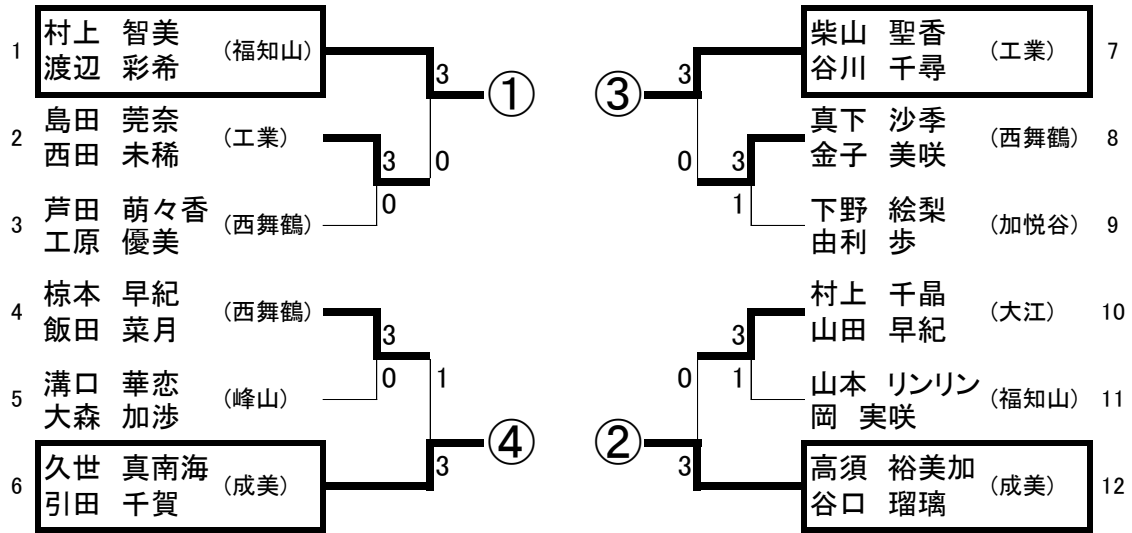 1 村上 智美 (福知山)
渡辺 彩希
3
①
2 島田 莞奈 (工業)
西田 未稀
3 0
0
3 芦田 萌々香 (西舞鶴)
工原 優美
4 椋本 早紀 (西舞鶴)
飯田 菜月
3
0 1
5 溝口 華恋 (峰山)
大森 加渉
④
3
6 久世 真南海 (成美)
引田 千賀
柴山 聖香 (工業) 7
谷川 千尋
3
③
真下 沙季 (西舞鶴) 8
金子 美咲
0 3
1
下野 絵梨 (加悦谷) 9
由利 歩
村上 千晶 (大江) 10
山田 早紀
3
0 1
山本 リンリン (福知山) 11
岡 実咲
②
3
高須 裕美加 (成美) 12
谷口 瑠璃